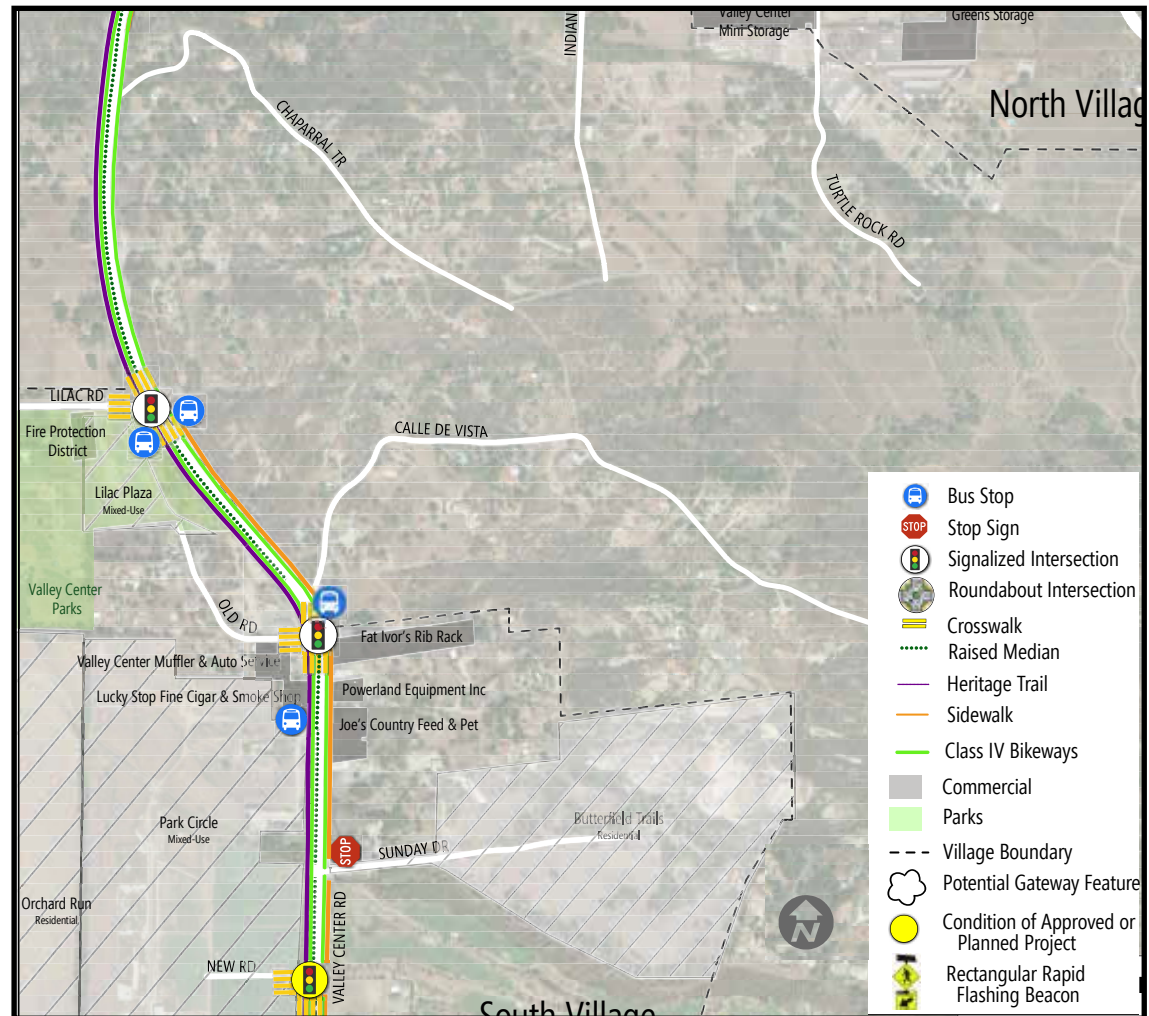 Valley Center
Mini Storage
Greens Storage
INDIAN
North Villag
CHAPARRAL TR
TURTLE ROCK RD
LILAC RD
Fire Protection
District
CALLE DE VISTA
Lilac Plaza
Mixed-Use
Valley Center
Parks
OLD RD
Fat Ivor's Rib Rack
Valley Center Muffler & Auto Service
Lucky Stop Fine Cigar & Smoke Shop
Powerland Equipment Inc
Joe's Country Feed & Pet
Park Circle
Mixed-Use
Butterfield Trails
Residential
STOP
SUNDAY DR
Orchard Run
Residential
VALLEY CENTER RD
NEW RD
South Village
N
Bus Stop
STOP
Stop Sign
Signalized Intersection
Roundabout Intersection
Crosswalk
Raised Median
Heritage Trail
Sidewalk
Class IV Bikeways
Commercial
Parks
Village Boundary
Potential Gateway Feature
Condition of Approved or
Planned Project
Rectangular Rapid
Flashing Beacon